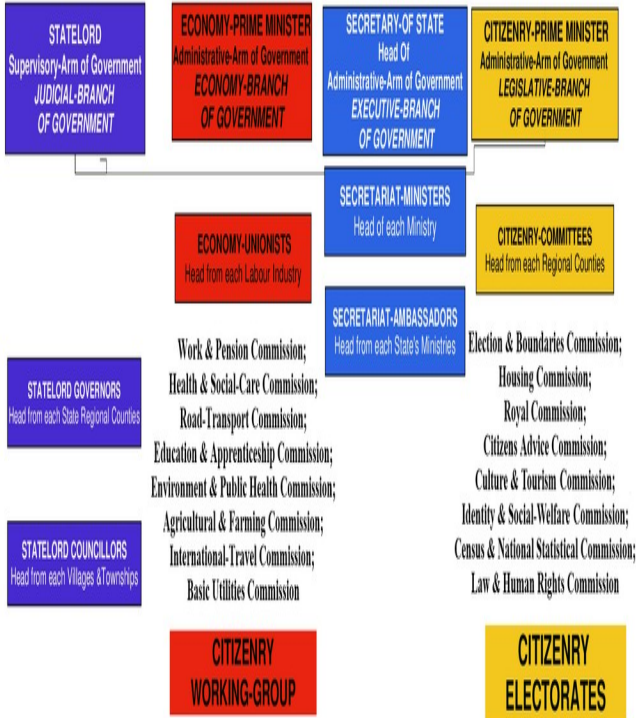 STATELORD
Supervisory-Arm of Government
JUDICIAL-BRANCH
OF GOVERNMENT
ECONOMY-PRIME MINISTER
Administrative-Arm of Government
ECONOMY-BRANCH
OF GOVERNMENT
SECRETARY-OF STATE
Head Of
Administrative-Arm of Government
EXECUTIVE-BRANCH
OF GOVERNMENT
CITIZENRY-PRIME MINISTER
Administrative-Arm of Government
LEGISLATIVE-BRANCH
OF GOVERNMENT
SECRETARIAT-MINISTERS
Head of each Ministry
ECONOMY-UNIONISTS
Head from each Labour Industry
CITIZENRY-COMMITTEES
Head from each Regional Counties
SECRETARIAT-AMBASSADORS
Head from each State's Ministries
STATELORD GOVERNORS
Head from each State Regional Counties
STATELORD COUNCILLORS
Head from each Villages &Townships
Work & Pension Commission;
Health & Social-Care Commission;
Road-Transport Commission;
Education & Apprenticeship Commission;
Environment & Public Health Commission;
Agricultural & Farming Commission;
International-Travel Commission;
Basic Utilities Commission
Election & Boundaries Commission;
Housing Commission;
Royal Commission;
Citizens Advice Commission;
Culture & Tourism Commission;
Identity & Social-Welfare Commission;
Census & National Statistical Commission;
Law & Human Rights Commission
CITIZENRY
WORKING-GROUP
CITIZENRY
ELECTORATES